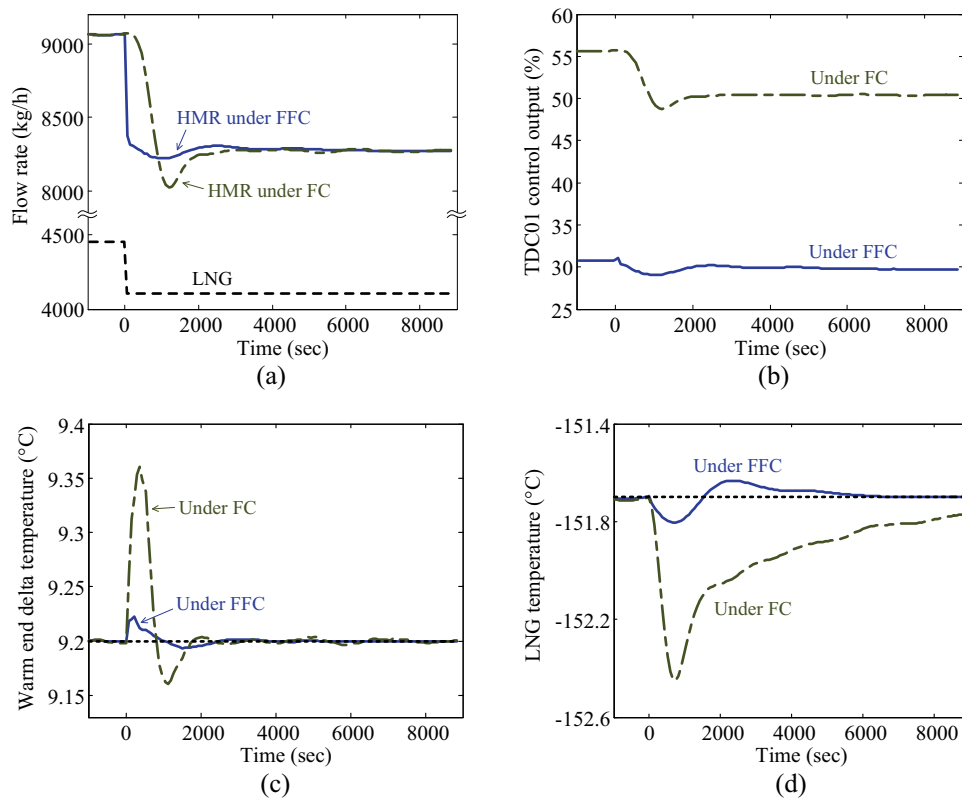 9000
8500
8000
4500
4000
Flow rate (kg/h)
HMR under FFC
HMR under FC
LNG
0 2000 4000 6000 8000
Time (sec)
(a)
60
55
50
45
40
35
30
25
TDC01 control output (%)
Under FC
Under FFC
0 2000 4000 6000 8000
Time (sec)
(b)
9.4
9.35
9.3
9.25
9.2
9.15
Warm end delta temperature (°C)
Under FC
Under FFC
0 2000 4000 6000 8000
Time (sec)
(c)
-151.4
-151.8
-152.2
-152.6
LNG temperature (°C)
Under FFC
Under FC
0 2000 4000 6000 8000
Time (sec)
(d)